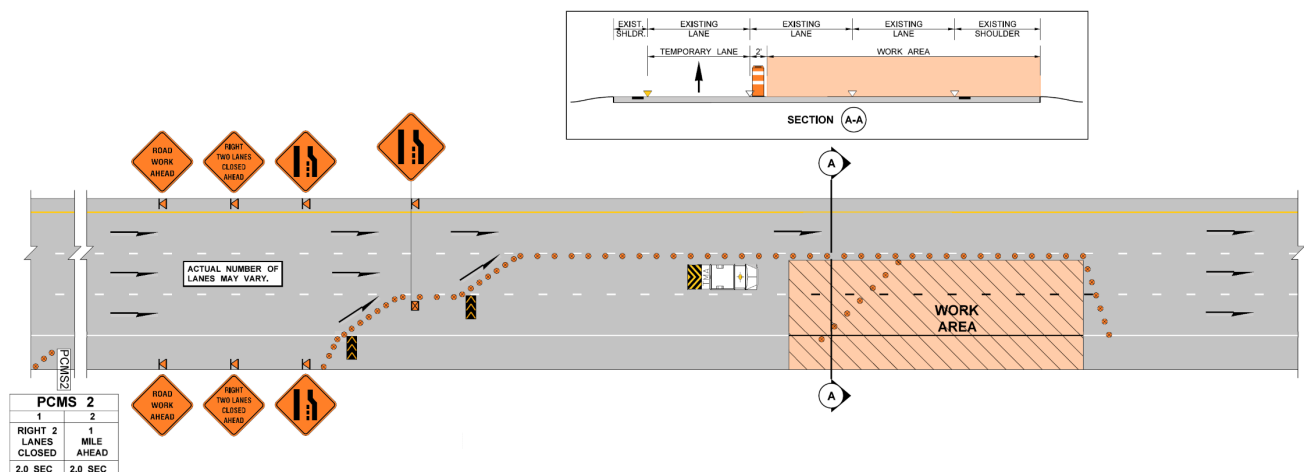 EXIST.
SHLDR.
EXISTING
LANE
EXISTING
LANE
EXISTING
LANE
EXISTING
SHOULDER
TEMPORARY LANE
2'
WORK AREA
SECTION A-A
ROAD
WORK
AHEAD
RIGHT
TWO LANES
CLOSED
AHEAD
A
ACTUAL NUMBER OF
LANES MAY VARY.
TMA
WORK
AREA
PCMS2
ROAD
WORK
AHEAD
RIGHT
TWO LANES
CLOSED
AHEAD
A
PCMS 2
1 2
RIGHT 2 1
LANES MILE
CLOSED AHEAD
2.0 SEC 2.0 SEC